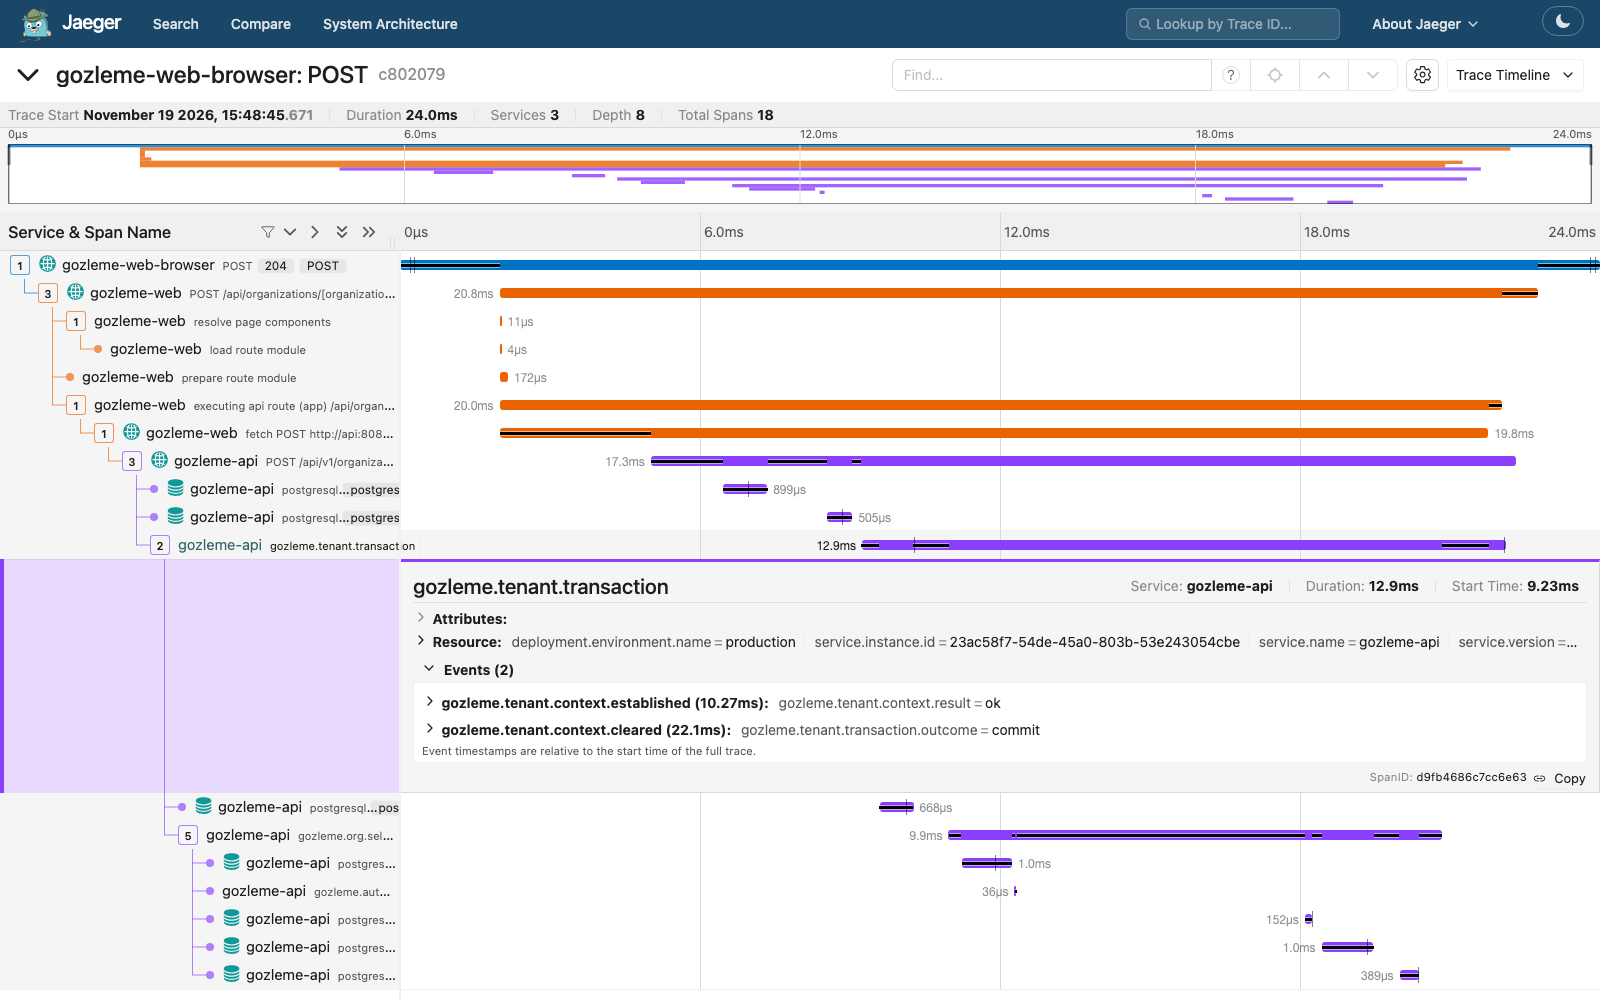 Jaeger Search Compare System Architecture Lookup by Trace ID... About Jaeger
gozleme-web-browser: POST c802079 Find... ? Trace Timeline
Trace Start November 19 2026, 15:48:45.671 Duration 24.0ms Services 3 Depth 8 Total Spans 18
0μs 6.0ms 12.0ms 18.0ms 24.0ms
Service & Span Name 0μs 6.0ms 12.0ms 18.0ms 24.0ms
1 gozleme-web-browser POST 204 POST
3 gozleme-web POST /api/organizations/[organizatio... 20.8ms
1 gozleme-web resolve page components 11μs
gozleme-web load route module 4μs
gozleme-web prepare route module 172μs
1 gozleme-web executing api route (app) /api/organ... 20.0ms
1 gozleme-web fetch POST http://api:808... 19.8ms
3 gozleme-api POST /api/v1/organiza... 17.3ms
gozleme-api postgresql...postgres 899μs
gozleme-api postgresql...postgres 505μs
2 gozleme-api gozleme.tenant.transaction 12.9ms
gozleme.tenant.transaction Service: gozleme-api Duration: 12.9ms Start Time: 9.23ms
Attributes:
Resource: deployment.environment.name = production service.instance.id = 23ac58f7-54de-45a0-803b-53e243054cbe service.name = gozleme-api service.version =...
Events (2)
gozleme.tenant.context.established (10.27ms): gozleme.tenant.context.result = ok
gozleme.tenant.context.cleared (22.1ms): gozleme.tenant.transaction.outcome = commit
Event timestamps are relative to the start time of the full trace.
SpanID: d9fb4686c7cc6e63 Copy
gozleme-api postgresql...pos 668μs
5 gozleme-api gozleme.org.sel... 9.9ms
gozleme-api postgres... 1.0ms
gozleme-api gozleme.aut... 36μs
gozleme-api postgres... 152μs
gozleme-api postgres... 1.0ms
gozleme-api postgres... 389μs